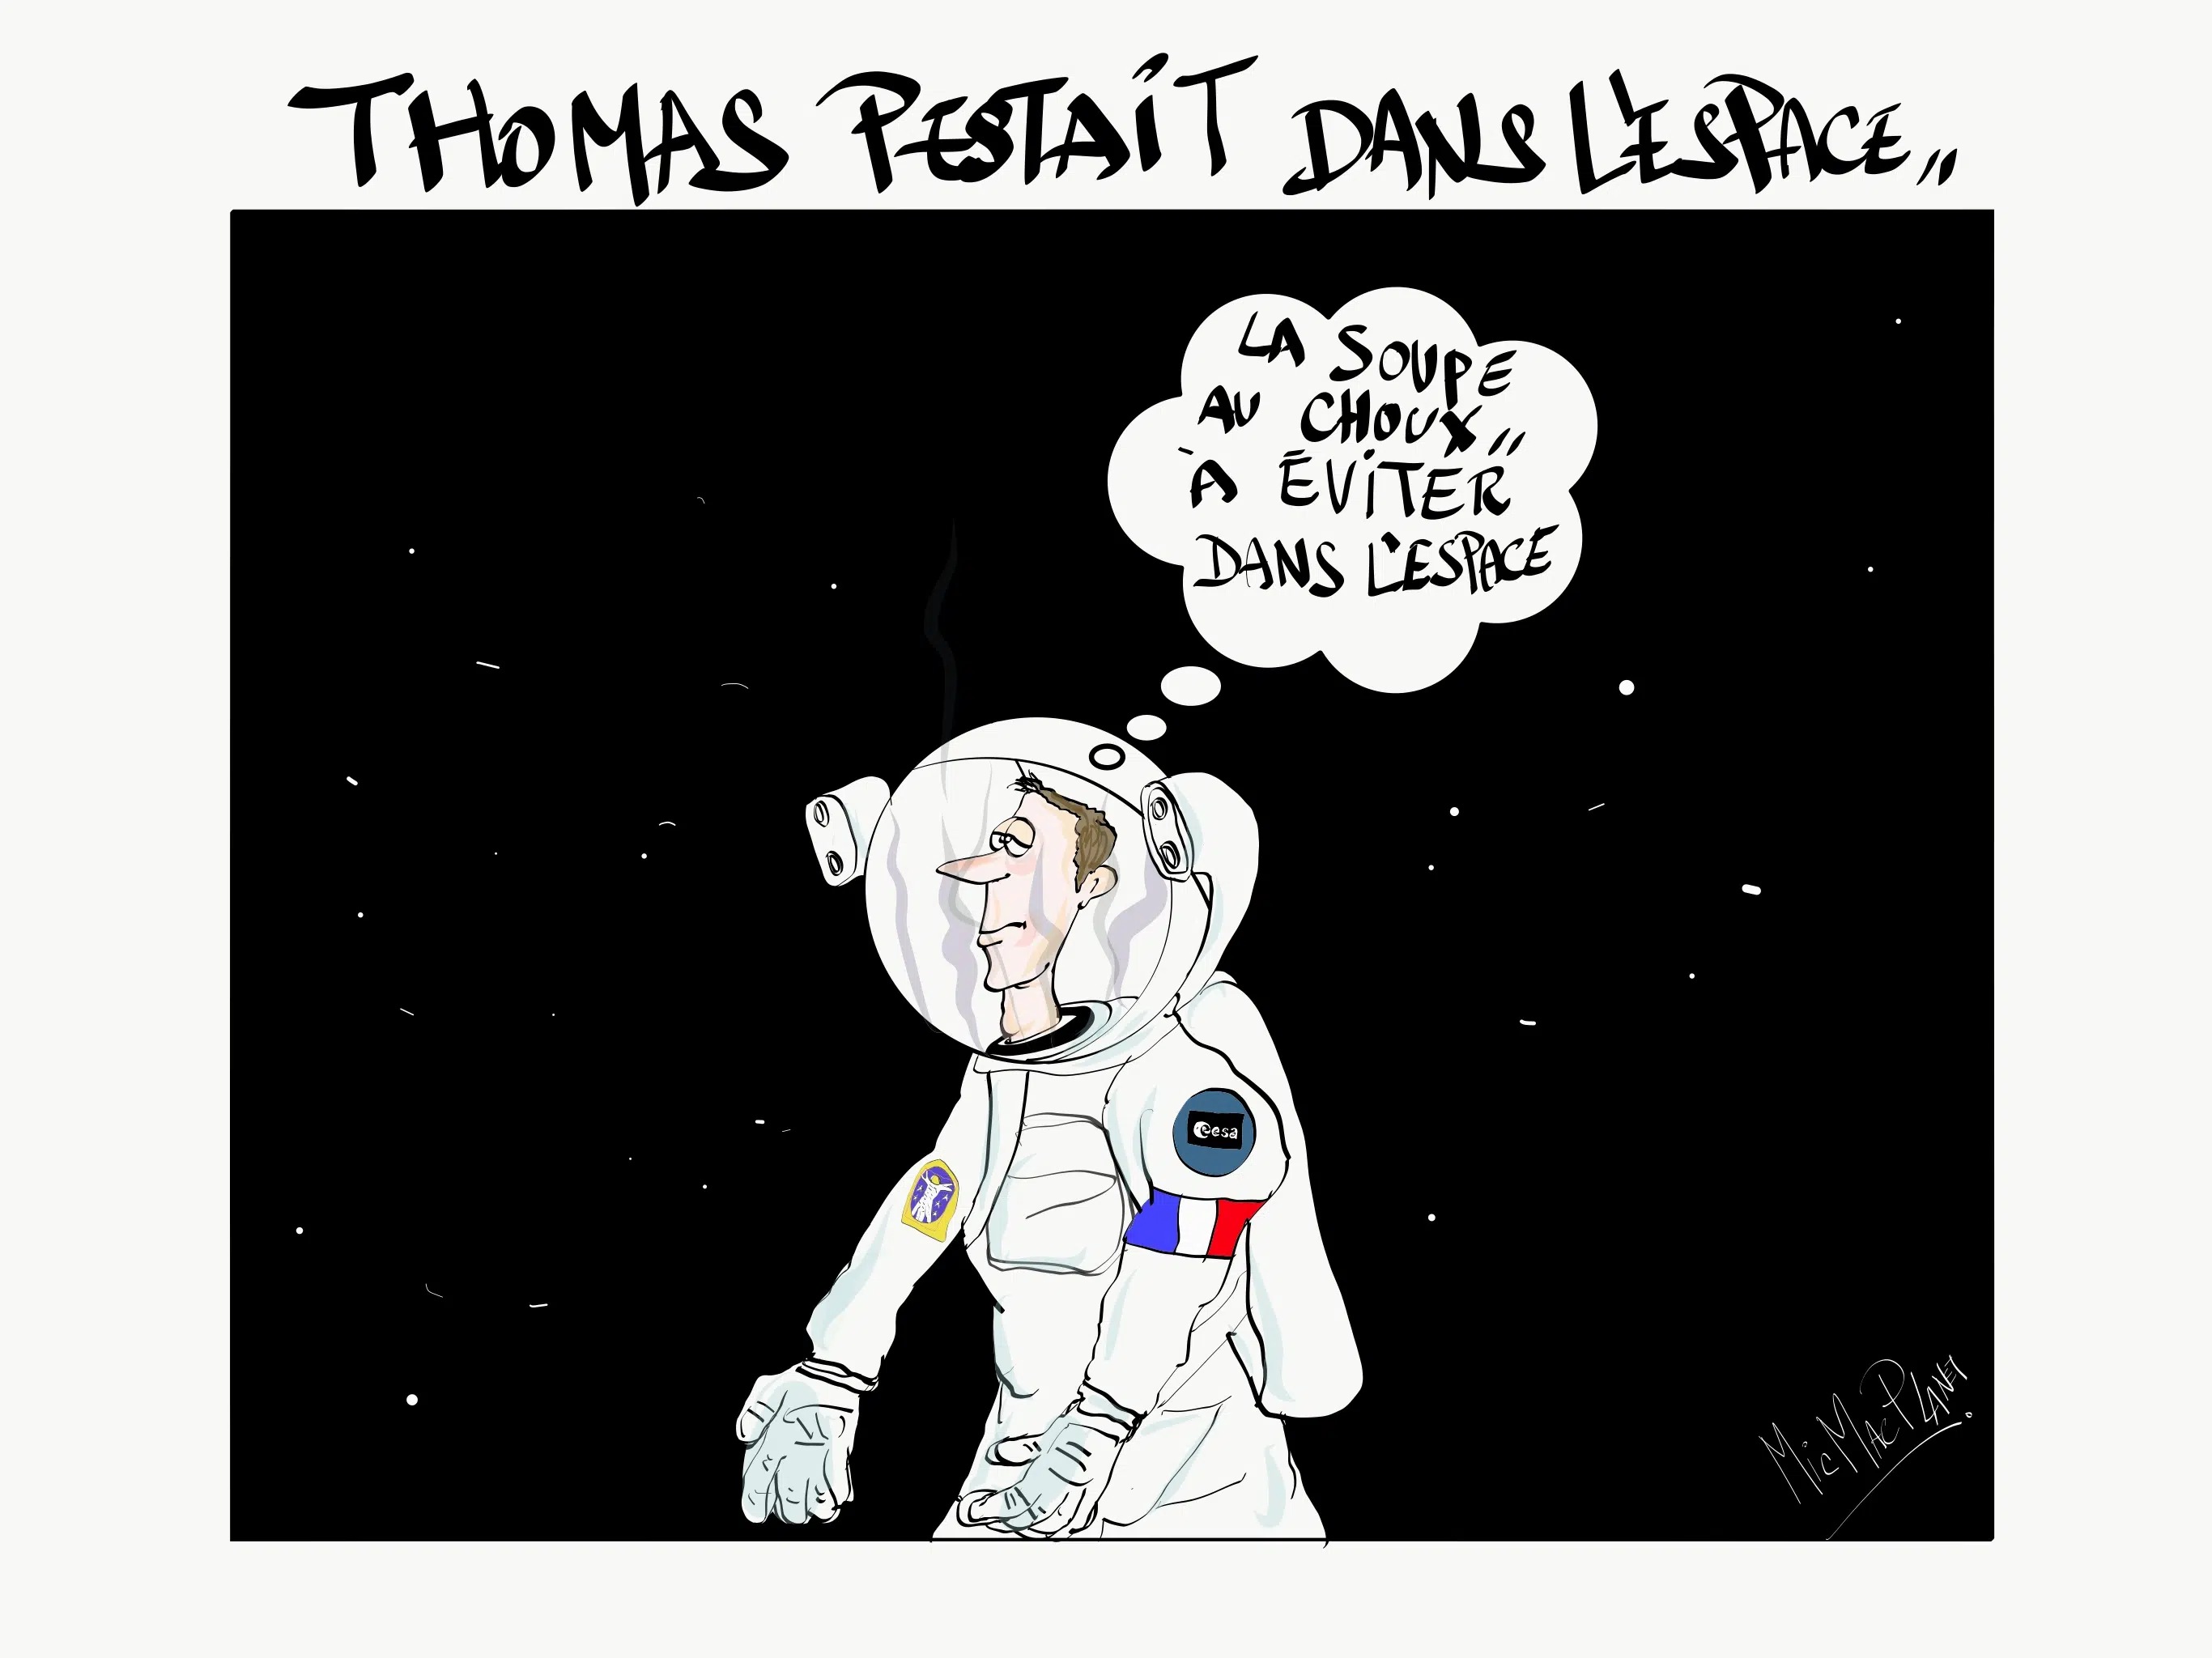 THOMAS PESTAIT DANS L'ESPACE,,
LA SOUPE
AU CHOUX,,
À ÉVITER
DANS L'ESPACE
esa
MicMacPLANET